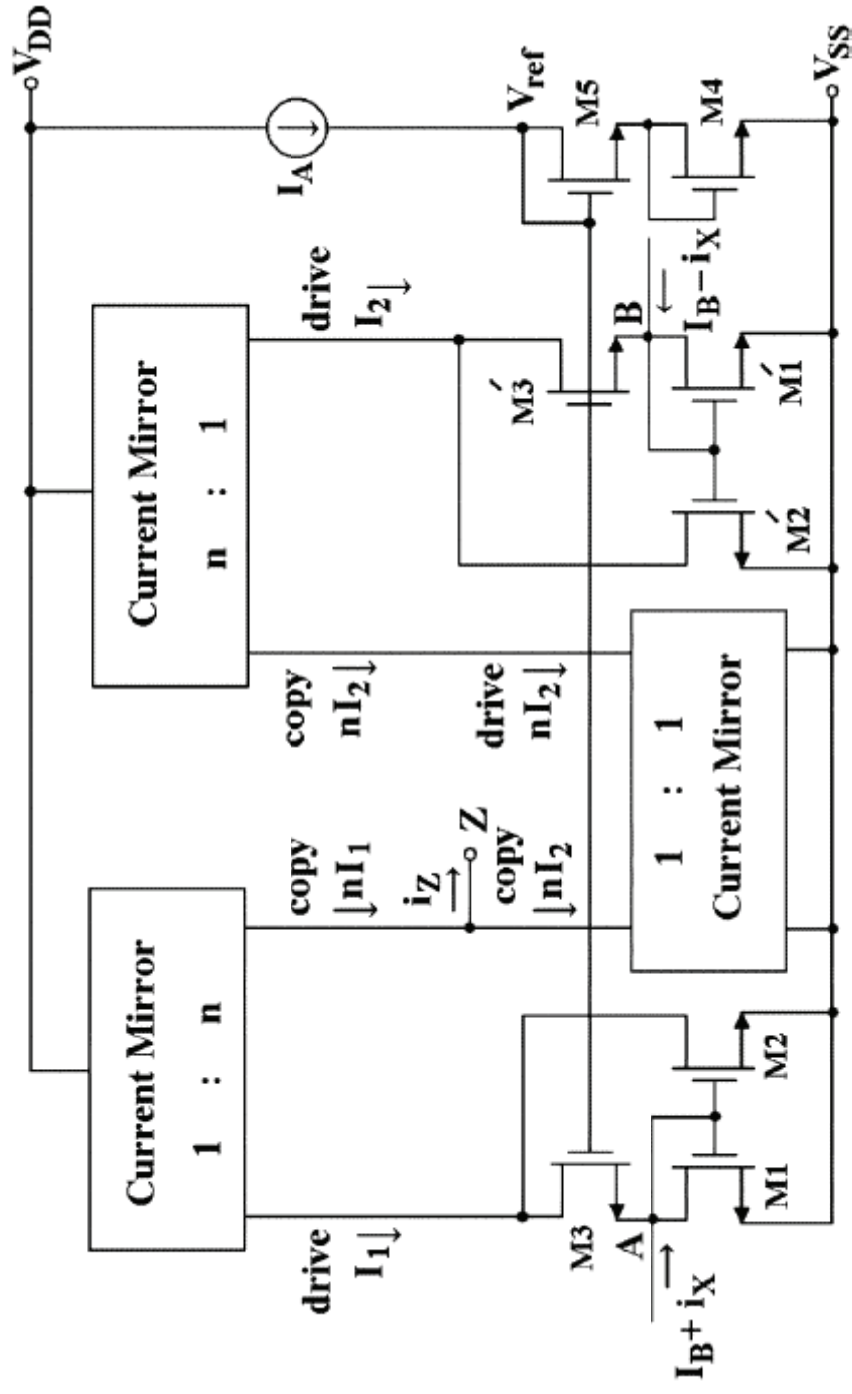 V_DD
Current Mirror
1 : n
Current Mirror
n : 1
I_A
drive
I_1
copy
nI_1
copy
nI_2
drive
I_2
i_Z
Z
copy
nI_2
drive
nI_2
V_ref
M3
M3´
M5
A
B
I_B + i_X
I_B − i_X
M1
M2
1 : 1
Current Mirror
M2´
M1´
M4
V_SS